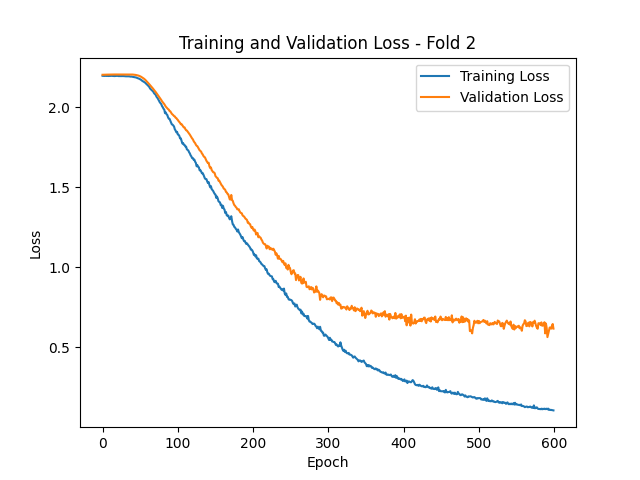 Training and Validation Loss - Fold 2
Training Loss
Validation Loss
2.0
1.5
1.0
0.5
Loss
0
100
200
300
400
500
600
Epoch